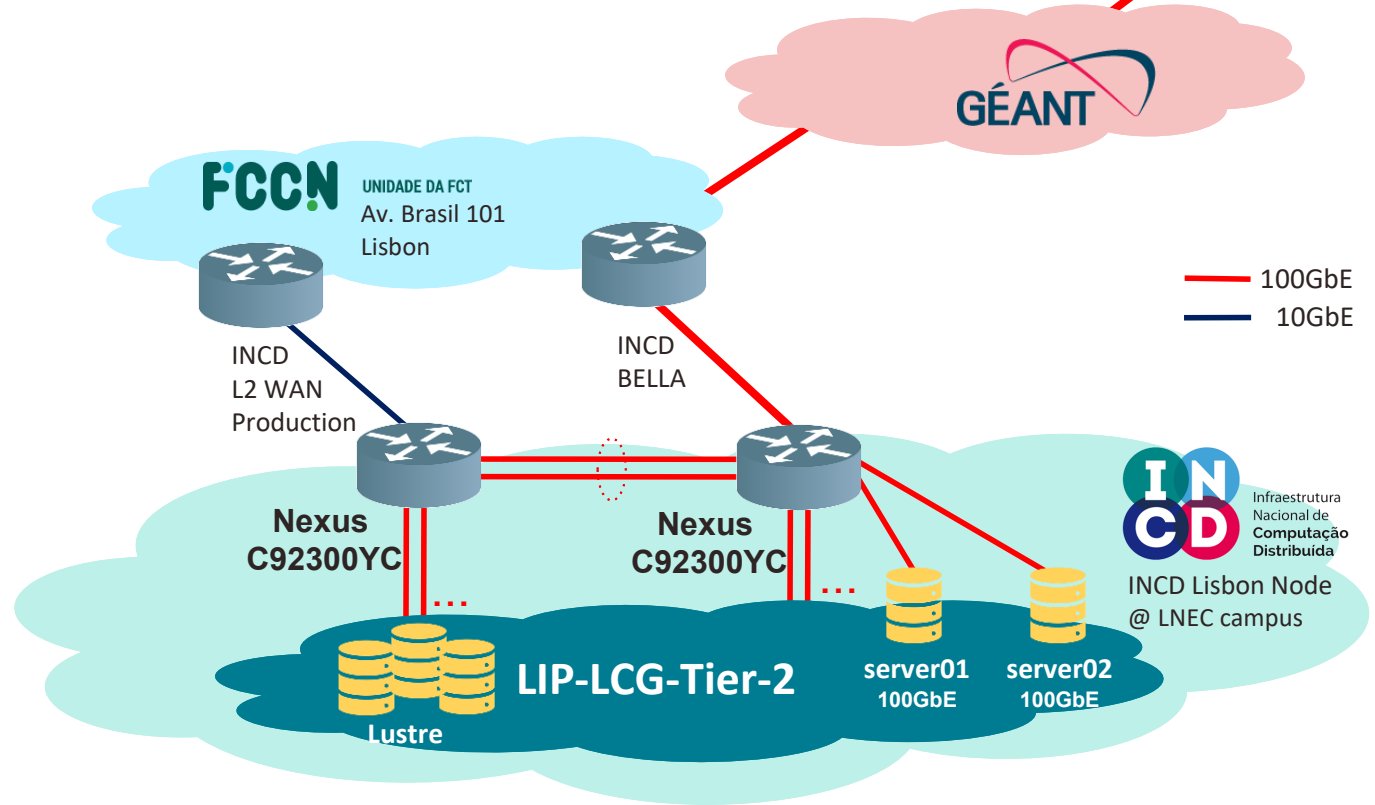 GÉANT
FCCN
UNIDADE DA FCT
Av. Brasil 101
Lisbon
100GbE
10GbE
INCD
L2 WAN
Production
INCD
BELLA
Nexus
C92300YC
...
Nexus
C92300YC
...
INCD
Infraestrutura
Nacional de
Computação
Distribuída
INCD Lisbon Node
@ LNEC campus
LIP-LCG-Tier-2
server01
100GbE
server02
100GbE
Lustre